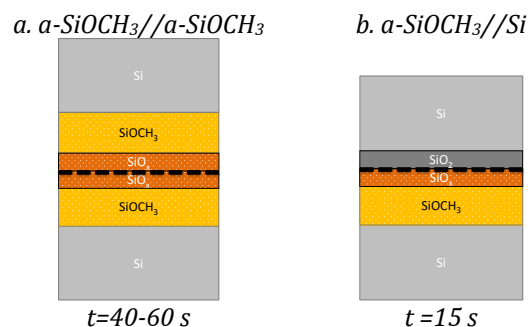 a. a-SiOCH₃//a-SiOCH₃
Si
SiOCH₃
SiOₓ
SiOₓ
SiOCH₃
Si
t=40-60 s
b. a-SiOCH₃//Si
Si
SiO₂
SiOₓ
SiOCH₃
Si
t =15 s